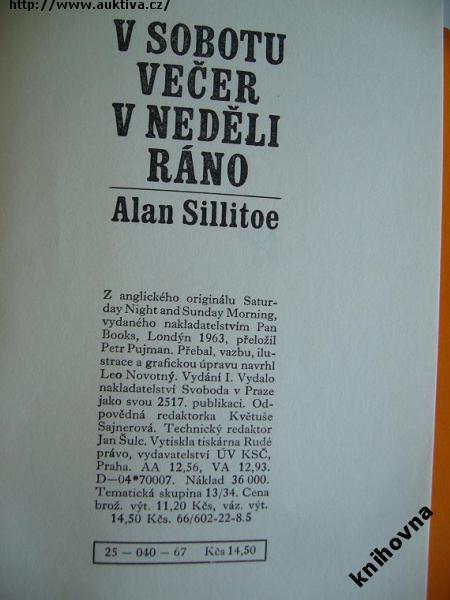 http://www.auktiva.cz/
V SOBOTU
VEČER
V NEDĚLI
RÁNO
Alan Sillitoe
Z anglického originálu Satur-
day Night and Sunday Morning,
vydaného nakladatelstvím Pan
Books, Londýn 1963, přeložil
Petr Pujman. Přebal, vazbu, ilu-
strace a grafickou úpravu navrhl
Leo Novotný. Vydání I. Vydalo
nakladatelství Svoboda v Praze
jako svou 2517. publikaci. Od-
povědná redaktorka Květuše
Sajnerová. Technický redaktor
Jan Šulc. Vytiskla tiskárna Rudé
právo, vydavatelství ÚV KSČ,
Praha. AA 12,56, VA 12,93.
D—04*70007. Náklad 36 000.
Tematická skupina 13/34. Cena
brož. výt. 11,20 Kčs, váz. výt.
14,50 Kčs. 66/602-22-8.5
25 — 040 — 67 Kčs 14,50
knihovna